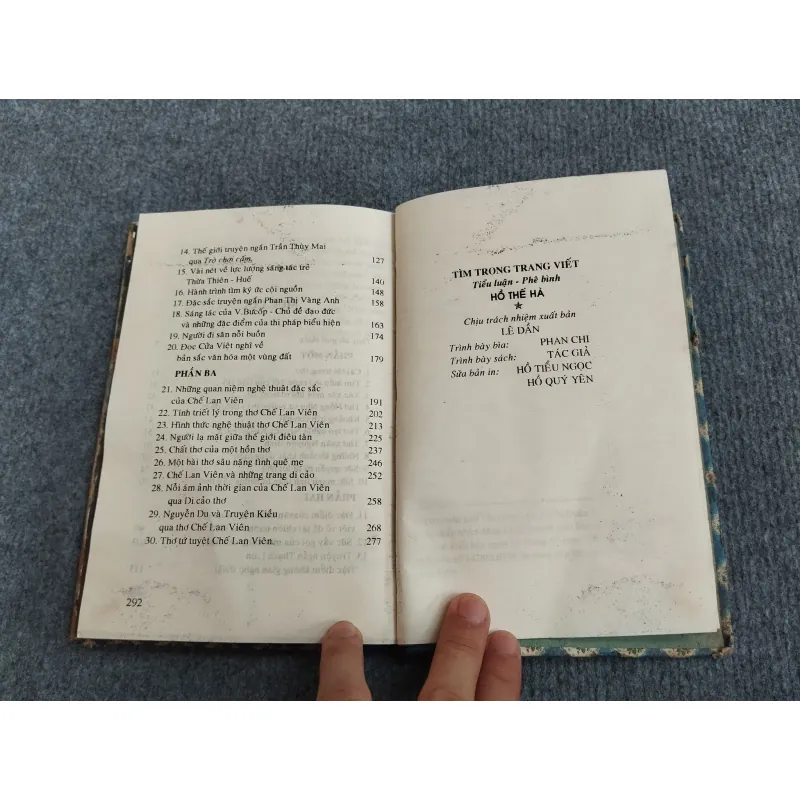 14. Thế giới truyện ngắn Trần Thùy Mai
qua Trò chơi cấm. 127
15. Vài nét về lực lượng sáng tác trẻ
Thừa Thiên - Huế 140
16. Hành trình tìm ký ức cội nguồn 148
17. Đặc sắc truyện ngắn Phan Thị Vàng Anh 158
18. Sáng tác của V.Bưcốp - Chủ đề đạo đức
và những đặc điểm của thi pháp biểu hiện 163
19. Người đi săn nỗi buồn 174
20. Đọc Cửa Việt nghĩ về
bản sắc văn hóa một vùng đất 179
PHẦN BA
21. Những quan niệm nghệ thuật đặc sắc
của Chế Lan Viên 191
22. Tính triết lý trong thơ Chế Lan Viên 202
23. Hình thức nghệ thuật thơ Chế Lan Viên 213
24. Người lạ mặt giữa thế giới điêu tàn 225
25. Chất thơ của một hồn thơ 237
26. Một bài thơ sâu nặng tình quê mẹ 246
27. Chế Lan Viên và những trang di cảo 252
28. Nỗi ám ảnh thời gian của Chế Lan Viên
qua Di cảo thơ 258
29. Nguyễn Du và Truyện Kiều
qua thơ Chế Lan Viên 268
30. Thơ tứ tuyệt Chế Lan Viên. 277
292
TÌM TRONG TRANG VIẾT
Tiểu luận - Phê bình
HỒ THẾ HÀ
Chịu trách nhiệm xuất bản
LÊ DẦN
Trình bày bìa: PHAN CHI
Trình bày sách: TÁC GIẢ
Sửa bản in: HỒ TIỂU NGỌC
HỒ QUÝ YÊN